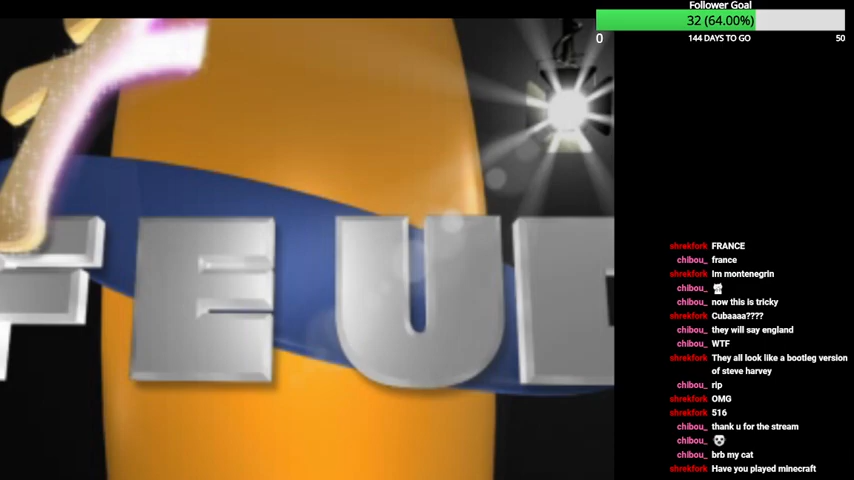 Follower Goal
32 (64.00%)
0 144 DAYS TO GO 50
FEU
shrekfork FRANCE
chibou_ france
shrekfork Im montenegrin
chibou_
chibou_ now this is tricky
shrekfork Cubaaa????
chibou_ they will say england
chibou_ WTF
shrekfork They all look like a bootleg version
of steve harvey
chibou_ rip
shrekfork OMG
shrekfork 516
chibou_ thank u for the stream
chibou_
chibou_ brb my cat
shrekfork Have you played minecraft